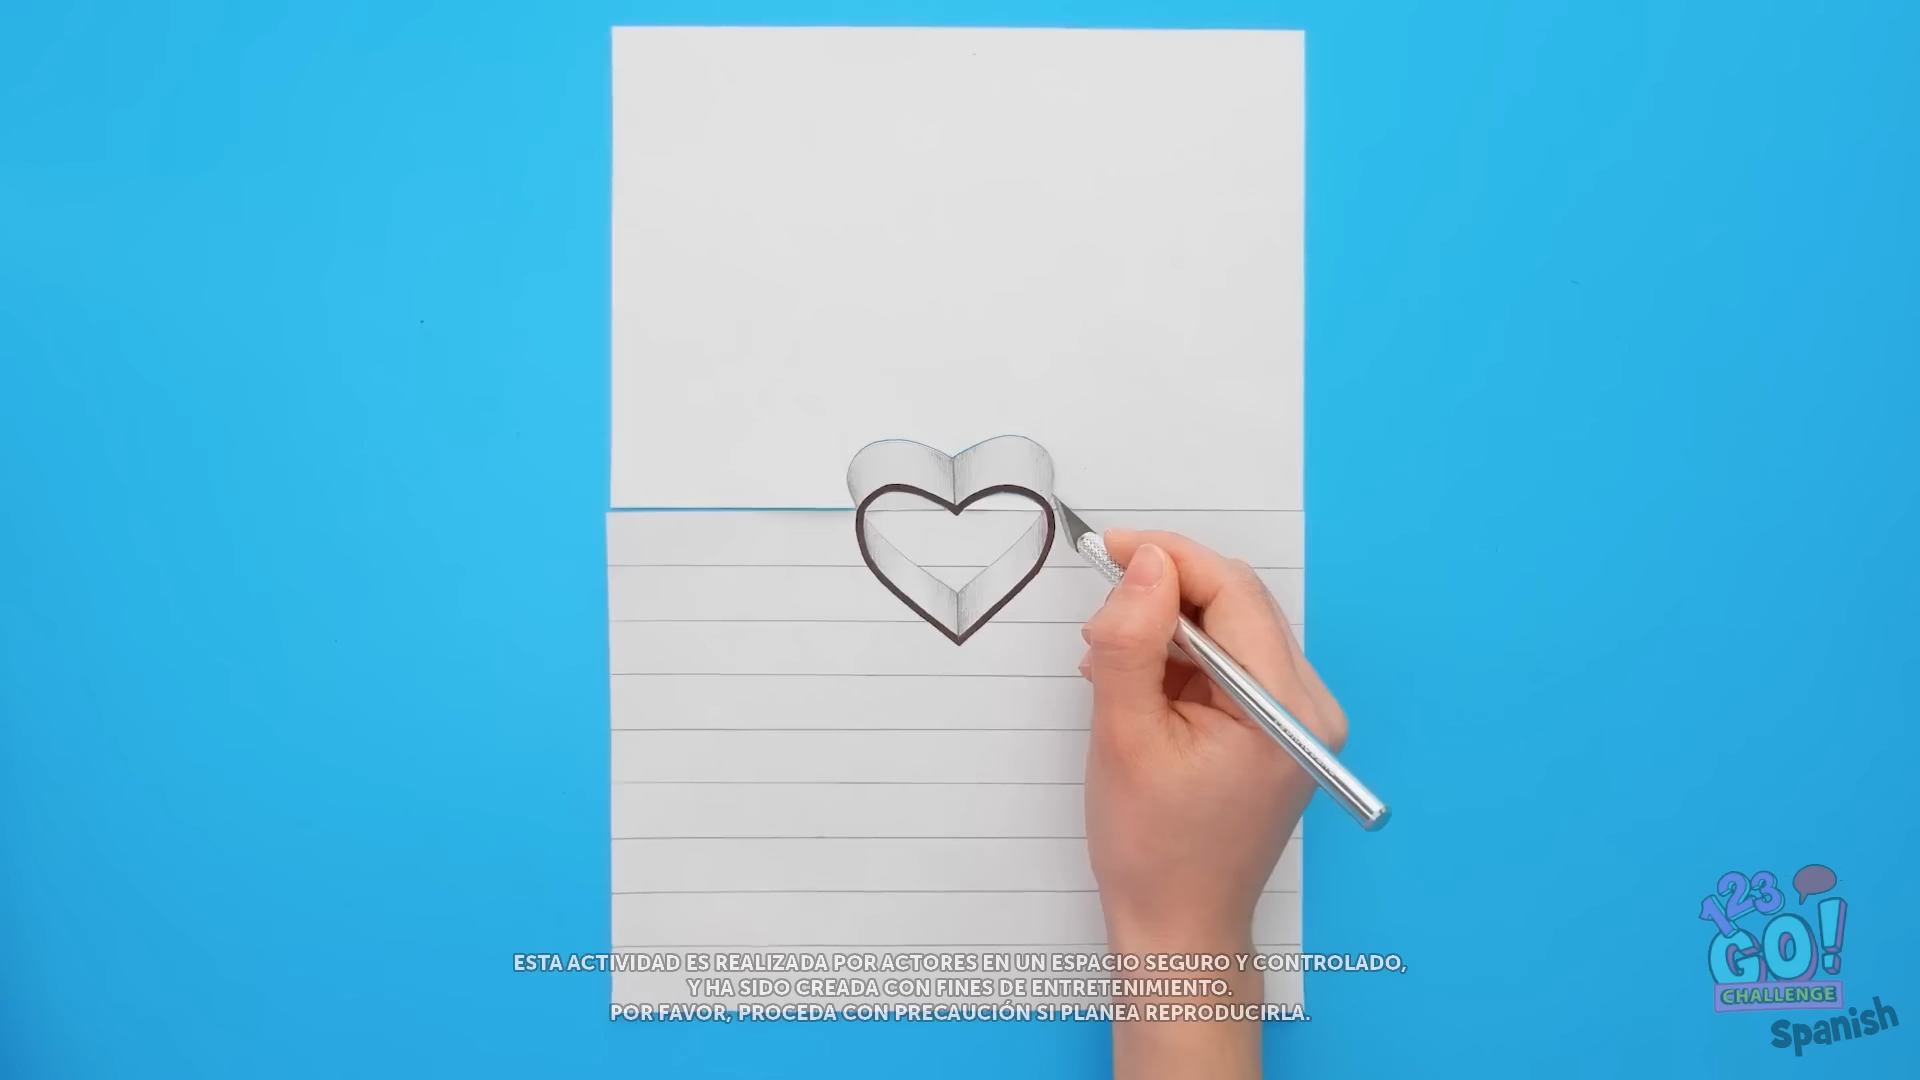 ESTA ACTIVIDAD ES REALIZADA POR ACTORES EN UN ESPACIO SEGURO Y CONTROLADO,
Y HA SIDO CREADA CON FINES DE ENTRETENIMIENTO.
POR FAVOR, PROCEDA CON PRECAUCIÓN SI PLANEA REPRODUCIRLA.
123
GO!
CHALLENGE
Spanish